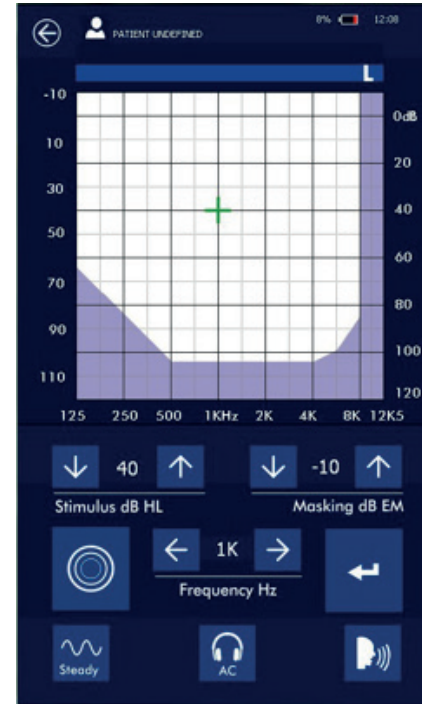 PATIENT UNDEFINED 8% 12:08
L
-10
0dB
10
20
30
40
50
60
70
80
90
100
110
120
125 250 500 1KHz 2K 4K 8K 12K5
40 -10
Stimulus dB HL Masking dB EM
1K
Frequency Hz
Steady AC